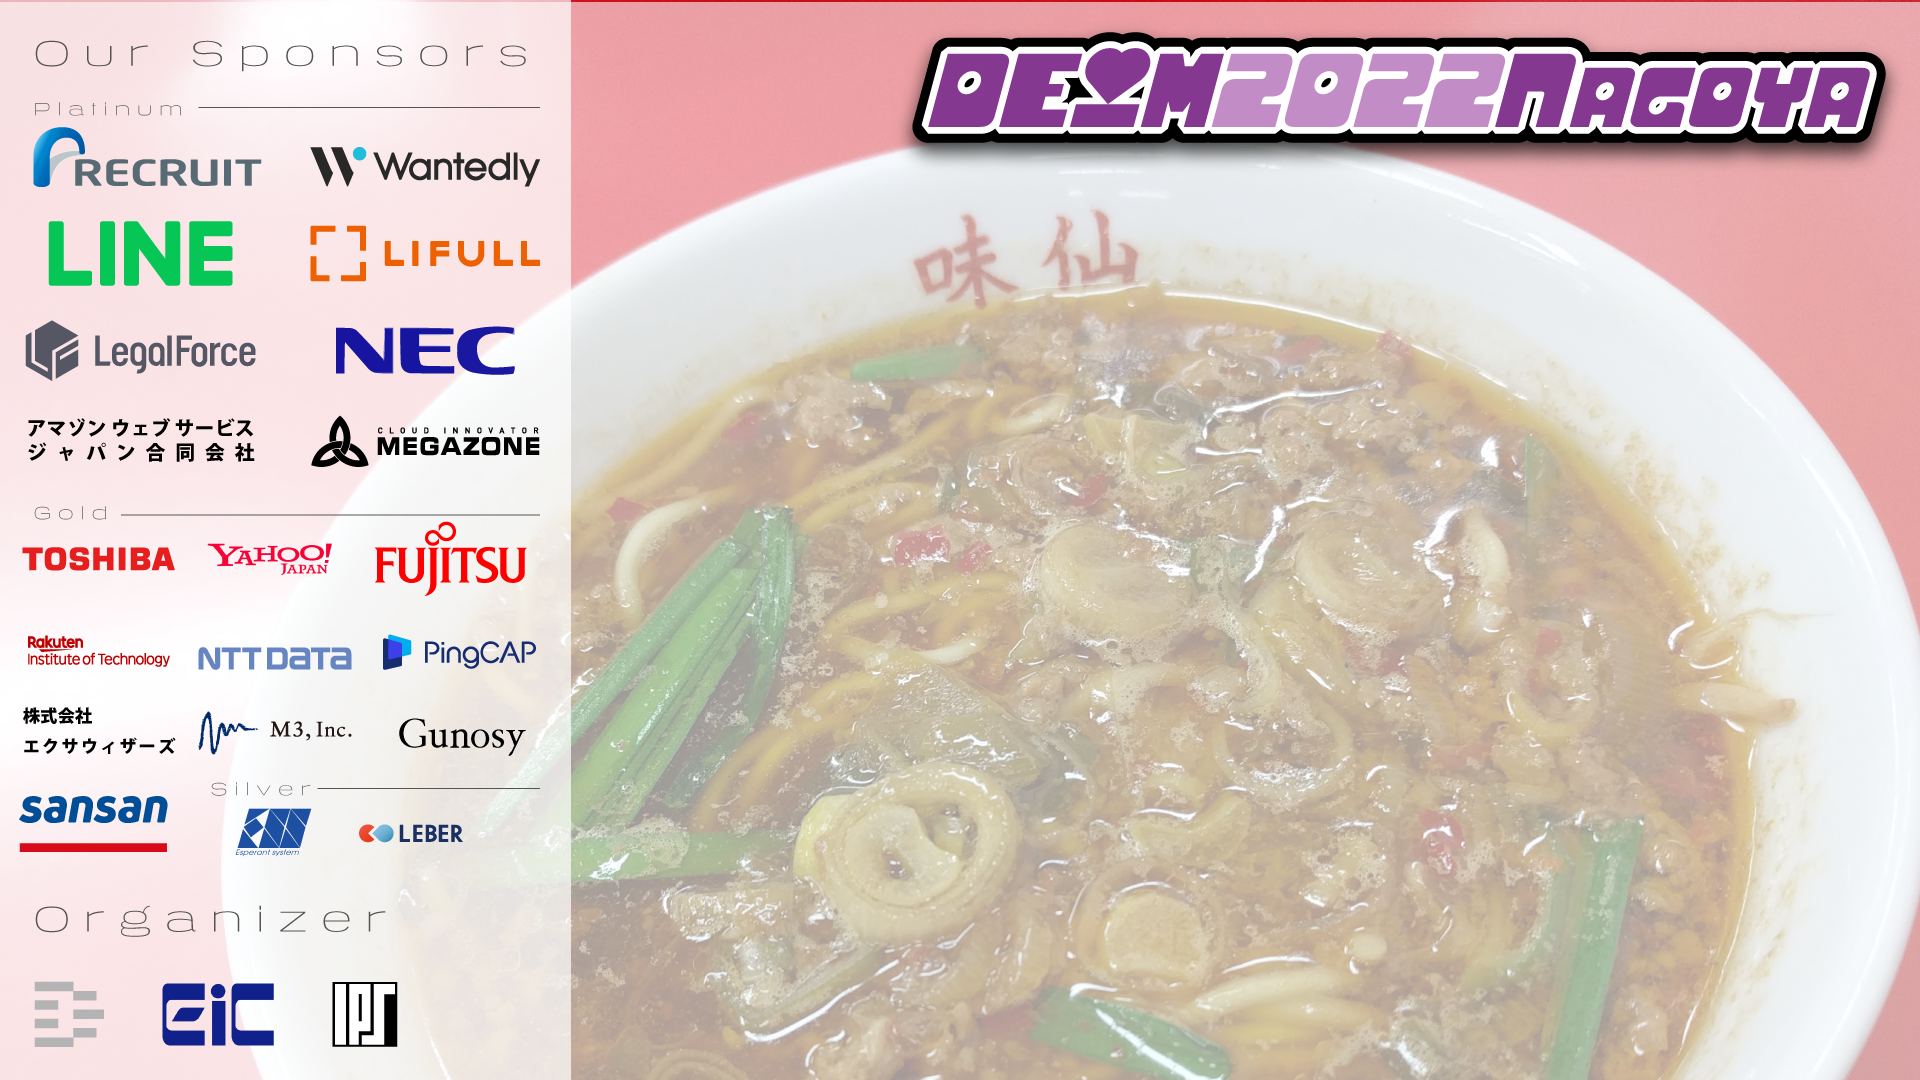 Our Sponsors
Platinum
RECRUIT
Wantedly
LINE
LIFULL
LegalForce
NEC
アマゾン ウェブ サービス
ジャパン合同会社
CLOUD INNOVATOR
MEGAZONE
Gold
TOSHIBA
YAHOO!
JAPAN
FUJITSU
Rakuten
Institute of Technology
NTT DATA
PingCAP
株式会社
エクサウィザーズ
M3, Inc.
Gunosy
sansan
Silver
Esperant system
LEBER
Organizer
EiC
IPSJ
DEIM2022NAGOYA
味仙